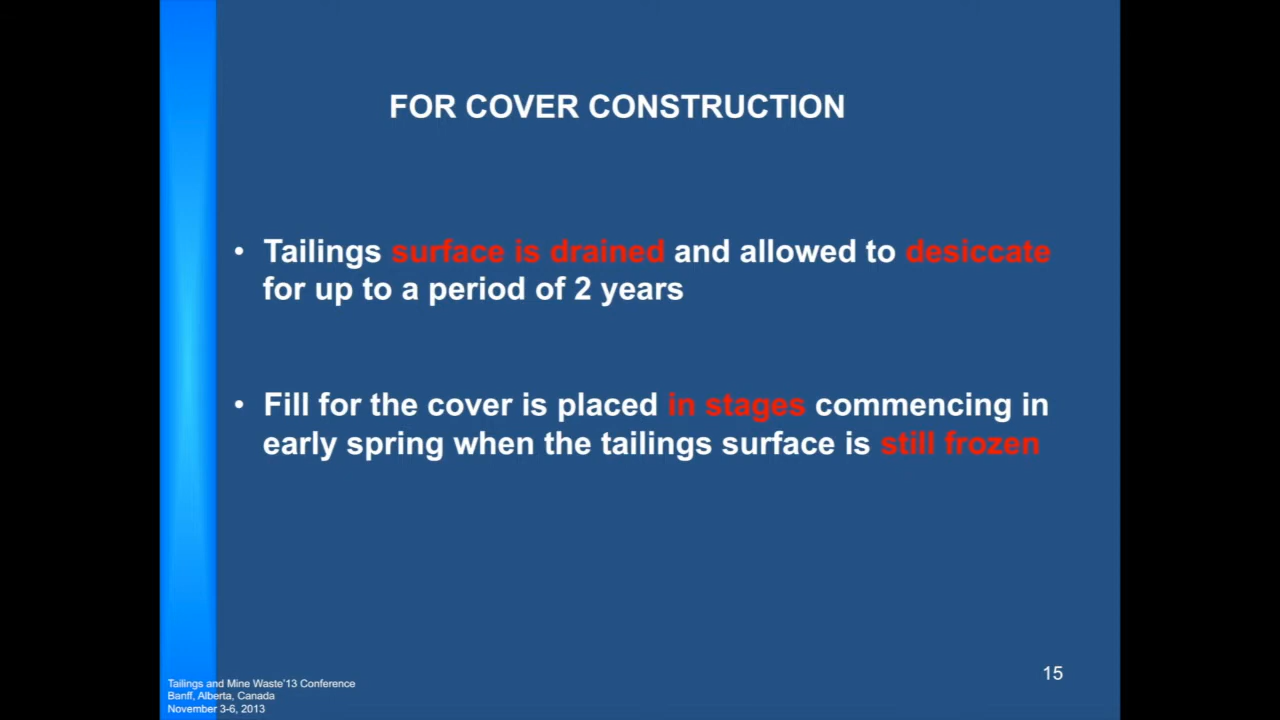 FOR COVER CONSTRUCTION
• Tailings surface is drained and allowed to desiccate
for up to a period of 2 years
• Fill for the cover is placed in stages commencing in
early spring when the tailings surface is still frozen
15
Tailings and Mine Waste'13 Conference
Banff, Alberta, Canada
November 3-6, 2013